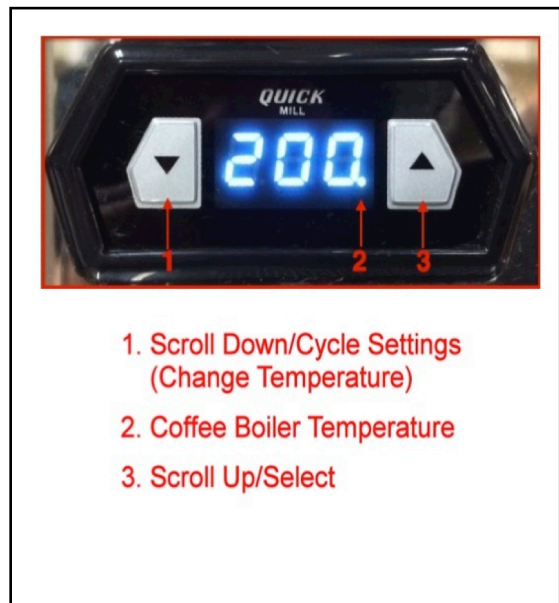 QUICK
MILL
200.
1
2
3
1. Scroll Down/Cycle Settings
(Change Temperature)
2. Coffee Boiler Temperature
3. Scroll Up/Select